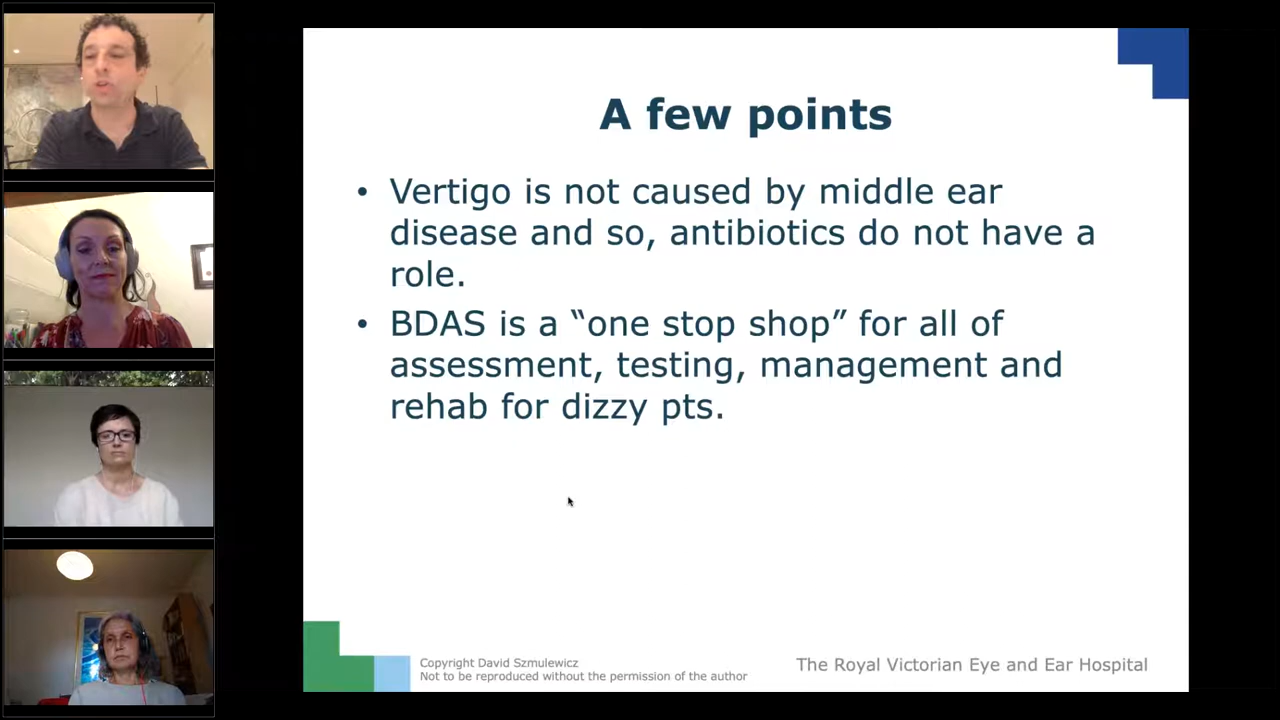 A few points
• Vertigo is not caused by middle ear
disease and so, antibiotics do not have a
role.
• BDAS is a “one stop shop” for all of
assessment, testing, management and
rehab for dizzy pts.
Copyright David Szmulewicz
Not to be reproduced without the permission of the author
The Royal Victorian Eye and Ear Hospital